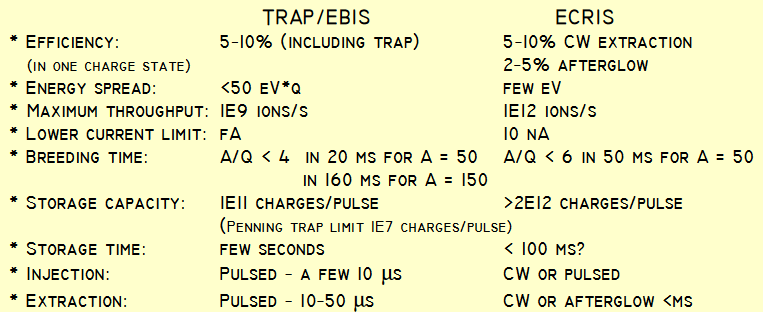 TRAP/EBIS ECRIS
* EFFICIENCY: 5-10% (INCLUDING TRAP) 5-10% CW EXTRACTION
(IN ONE CHARGE STATE) 2-5% AFTERGLOW
* ENERGY SPREAD: <50 EV*Q FEW EV
* MAXIMUM THROUGHPUT: 1E9 IONS/S 1E12 IONS/S
* LOWER CURRENT LIMIT: FA 10 NA
* BREEDING TIME: A/Q < 4 IN 20 MS FOR A = 50 A/Q < 6 IN 50 MS FOR A = 50
IN 160 MS FOR A = 150
* STORAGE CAPACITY: 1E11 CHARGES/PULSE >2E12 CHARGES/PULSE
(PENNING TRAP LIMIT 1E7 CHARGES/PULSE)
* STORAGE TIME: FEW SECONDS < 100 MS?
* INJECTION: PULSED - A FEW 10 μS CW OR PULSED
* EXTRACTION: PULSED - 10-50 μS CW OR AFTERGLOW <MS